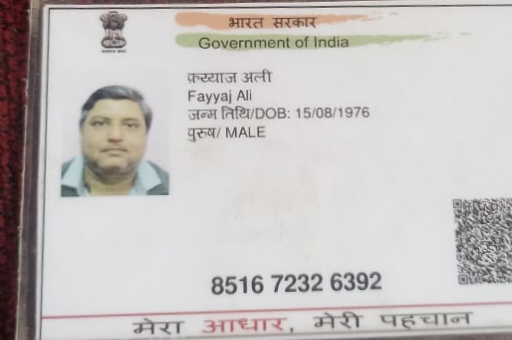 भारत सरकार
Government of India
फ़य्याज अली
Fayyaj Ali
जन्म तिथि/DOB: 15/08/1976
पुरुष/ MALE
8516 7232 6392
मेरा आधार, मेरी पहचान